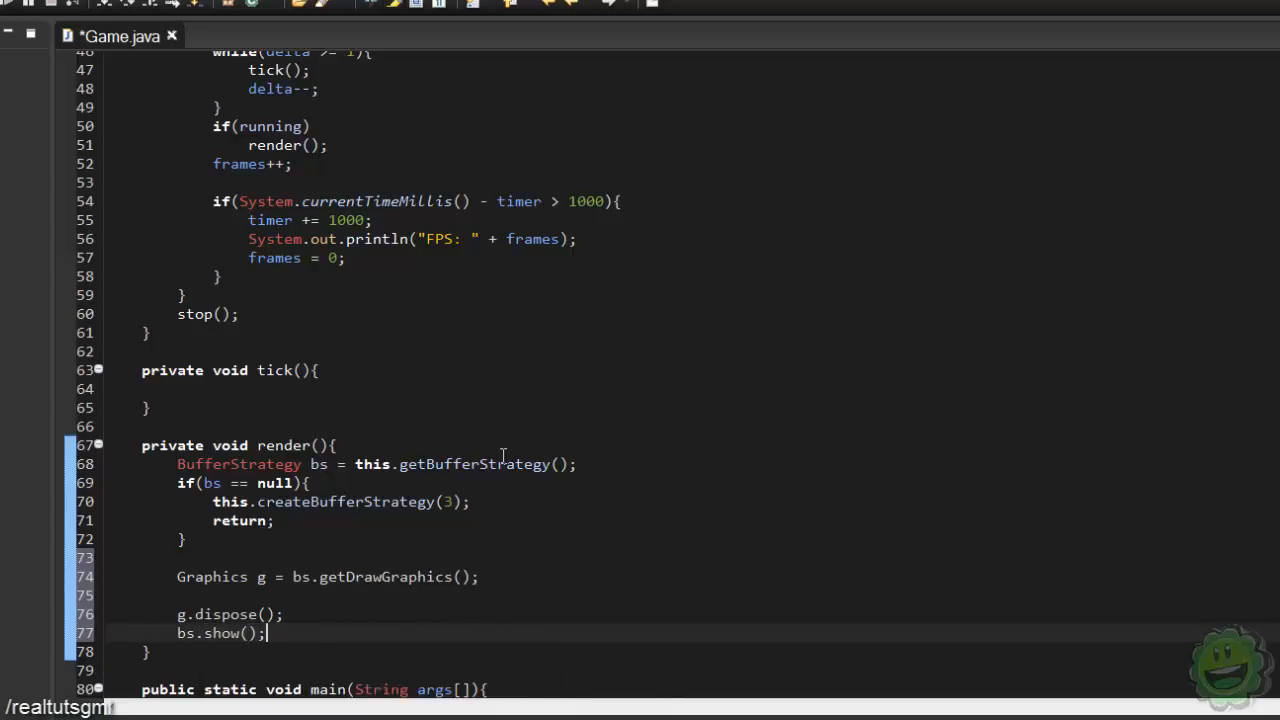 *Game.java
46 while(delta >= 1){
47 tick();
48 delta--;
49 }
50 if(running)
51 render();
52 frames++;
53
54 if(System.currentTimeMillis() - timer > 1000){
55 timer += 1000;
56 System.out.println("FPS: " + frames);
57 frames = 0;
58 }
59 }
60 stop();
61 }
62
63 private void tick(){
64
65 }
66
67 private void render(){
68 BufferStrategy bs = this.getBufferStrategy();
69 if(bs == null){
70 this.createBufferStrategy(3);
71 return;
72 }
73
74 Graphics g = bs.getDrawGraphics();
75
76 g.dispose();
77 bs.show();
78 }
79
80 public static void main(String args[]){
/realtutsgml